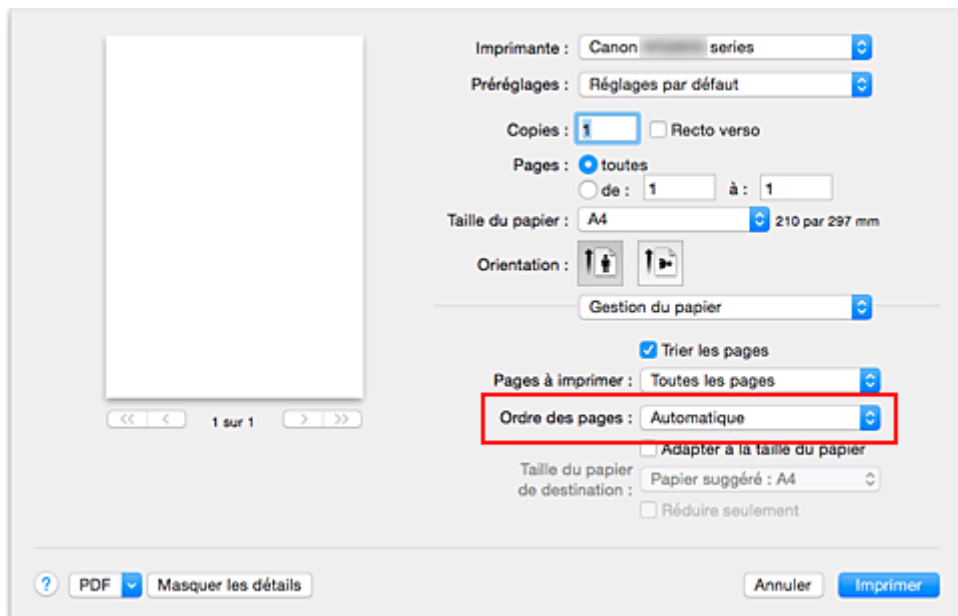 Imprimante : Canon series
Préréglages : Réglages par défaut
Copies : 1 Recto verso
Pages : toutes
de : 1 à : 1
Taille du papier : A4 210 par 297 mm
Orientation :
Gestion du papier
Trier les pages
Pages à imprimer : Toutes les pages
Ordre des pages : Automatique
Adapter à la taille du papier
Taille du papier
de destination : Papier suggéré : A4
Réduire seulement
1 sur 1
? PDF Masquer les détails Annuler Imprimer